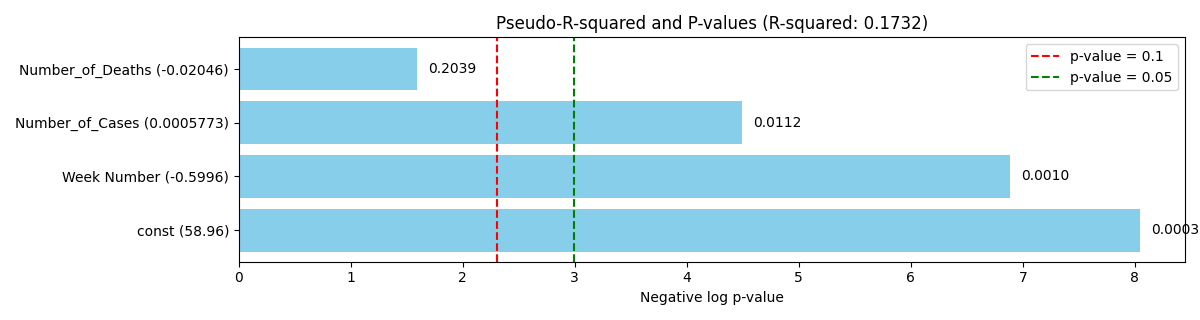 Pseudo-R-squared and P-values (R-squared: 0.1732)
p-value = 0.1
p-value = 0.05
Number_of_Deaths (-0.02046)
0.2039
Number_of_Cases (0.0005773)
0.0112
Week Number (-0.5996)
0.0010
const (58.96)
0.0003
0 1 2 3 4 5 6 7 8
Negative log p-value